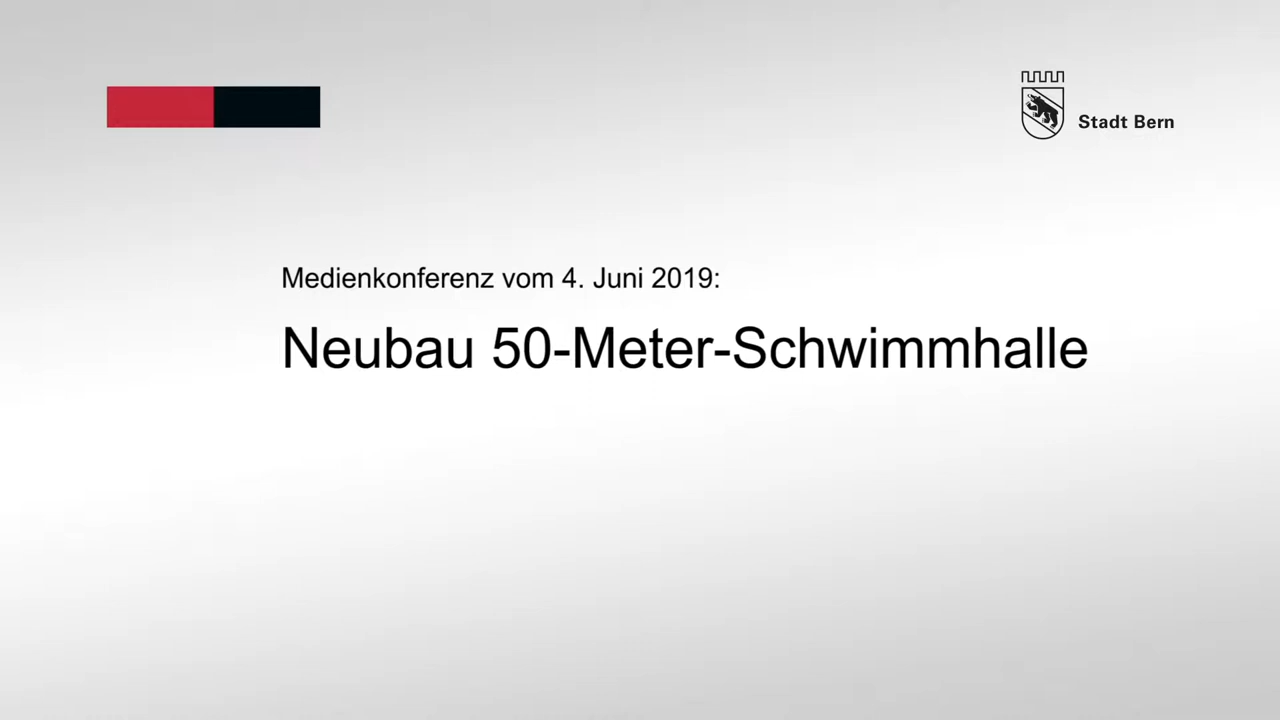 Stadt Bern
Medienkonferenz vom 4. Juni 2019:
Neubau 50-Meter-Schwimmhalle